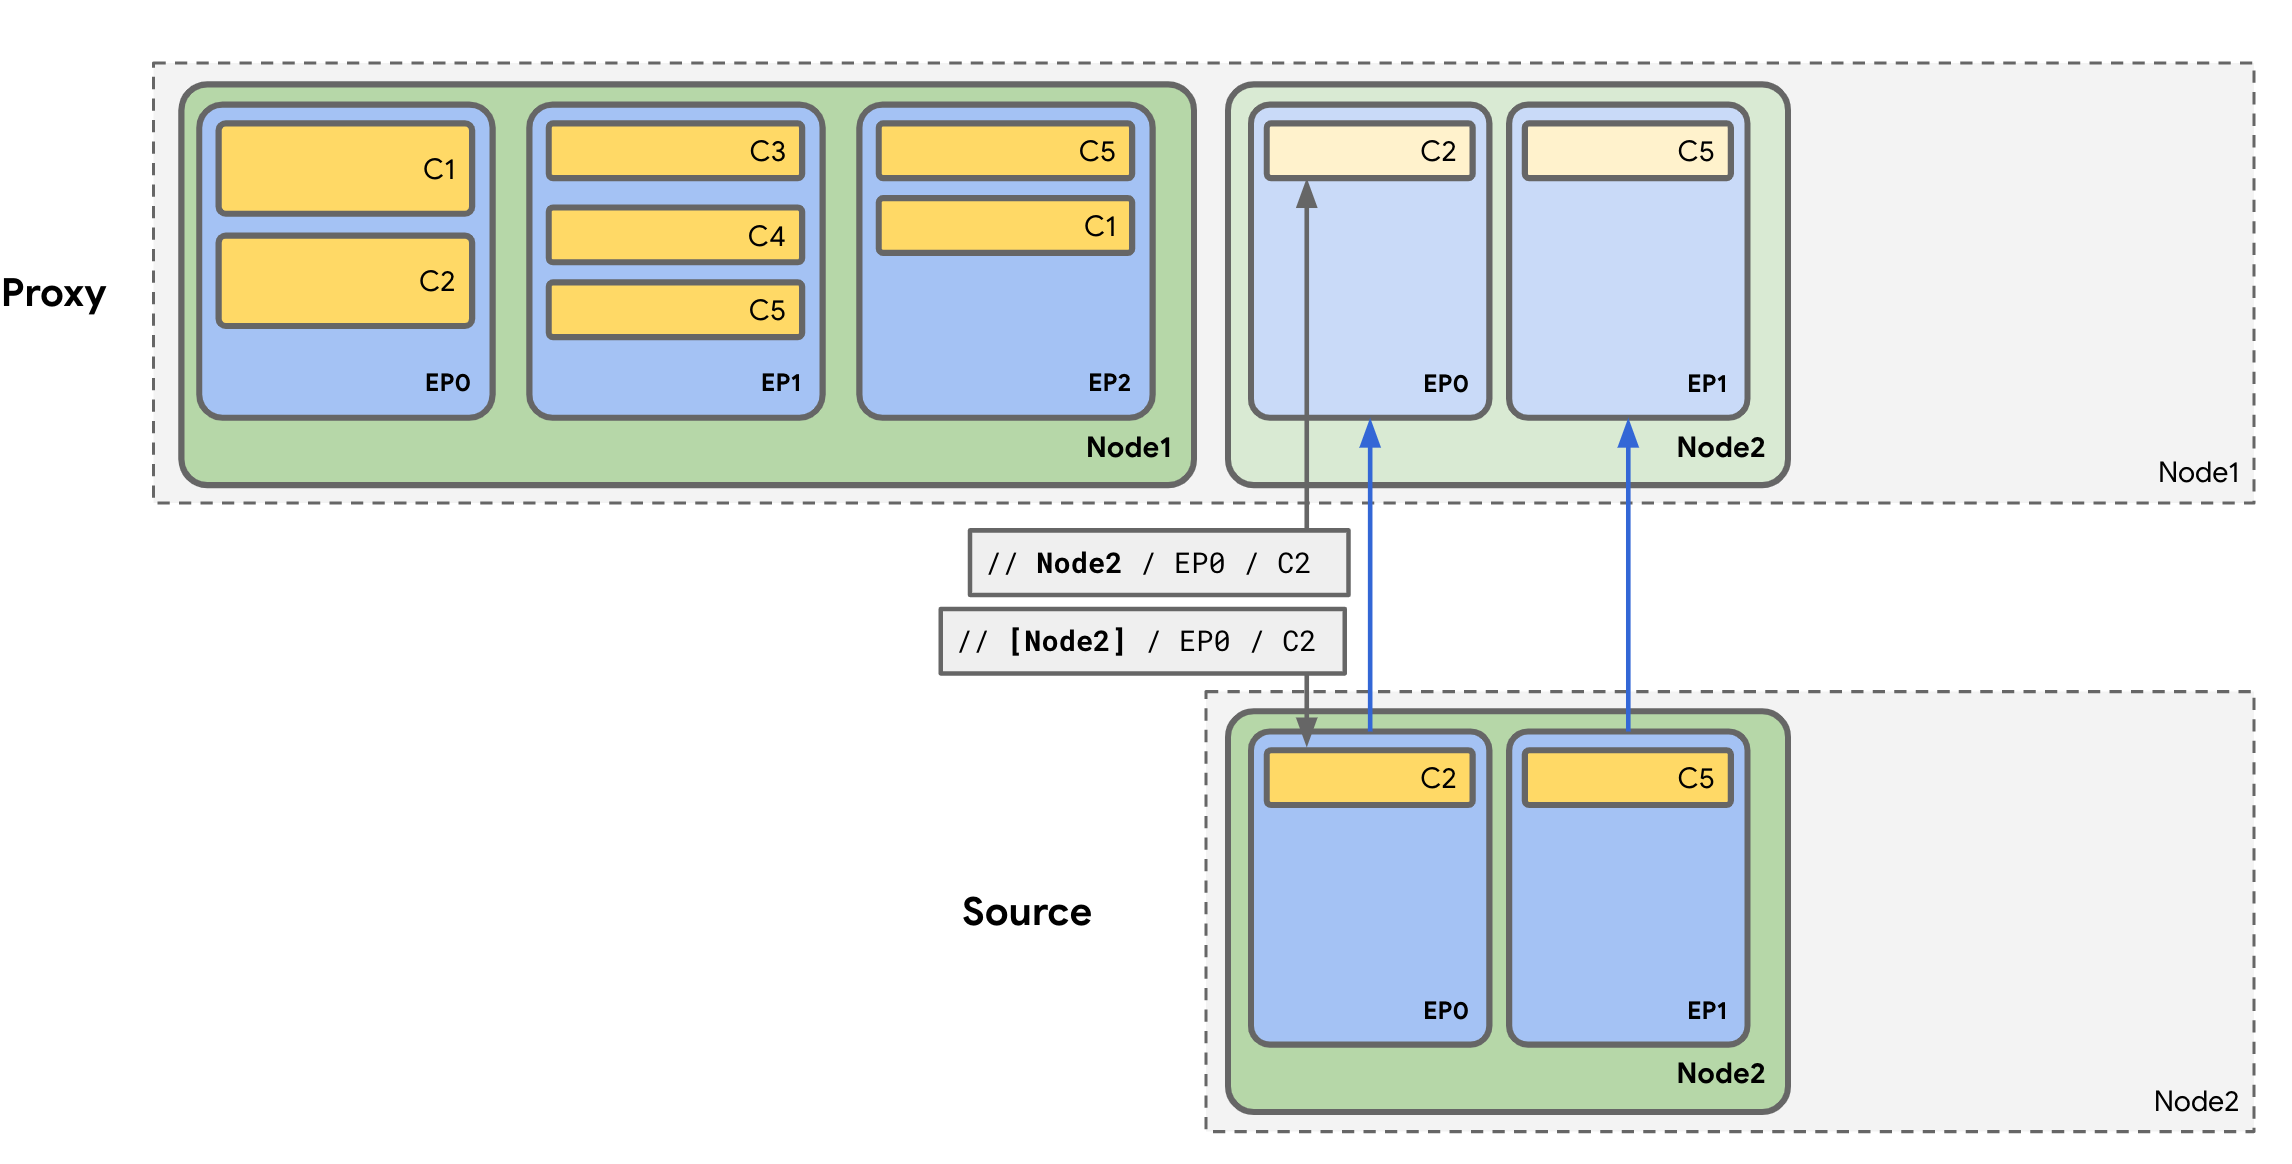 Proxy
C1
C2
EP0
C3
C4
C5
EP1
C5
C1
EP2
Node1
C2
EP0
C5
EP1
Node2
Node1
// Node2 / EP0 / C2
// [Node2] / EP0 / C2
Source
C2
EP0
C5
EP1
Node2
Node2